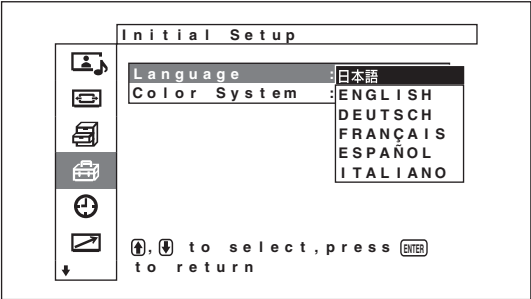 Initial Setup
Language :日本語
Color System :ENGLISH
DEUTSCH
FRANÇAIS
ESPAÑOL
ITALIANO
, to select,press ENTER
to return